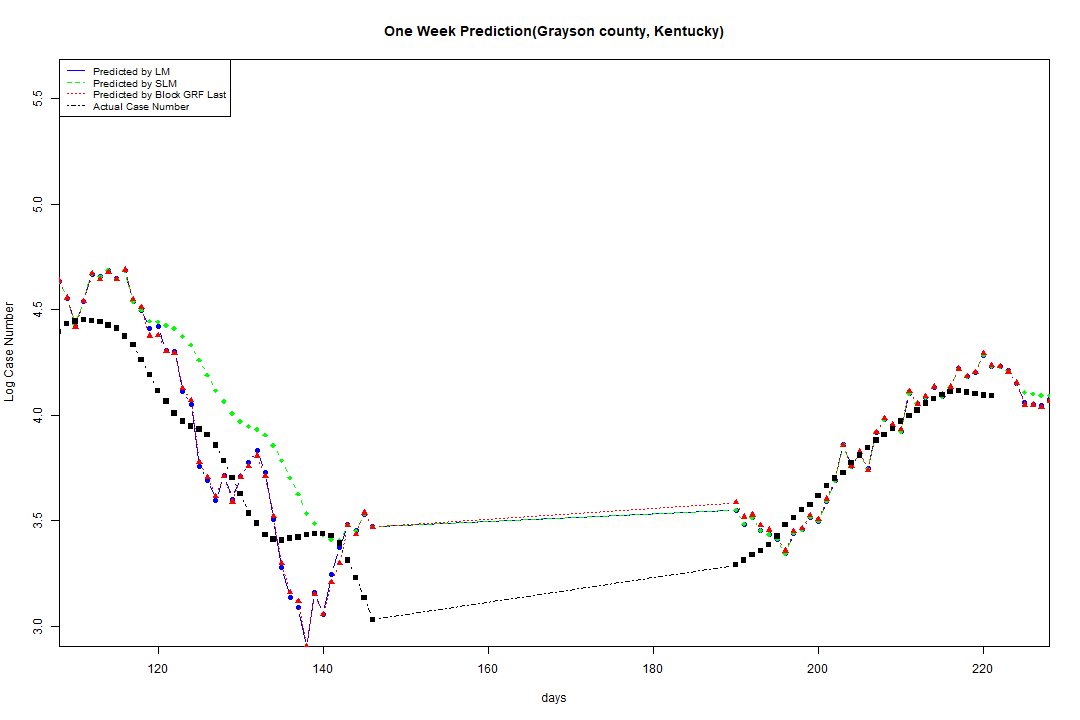 One Week Prediction(Grayson county, Kentucky)
Predicted by LM
Predicted by SLM
Predicted by Block GRF Last
Actual Case Number
5.5
5.0
4.5
4.0
3.5
3.0
Log Case Number
120 140 160 180 200 220
days